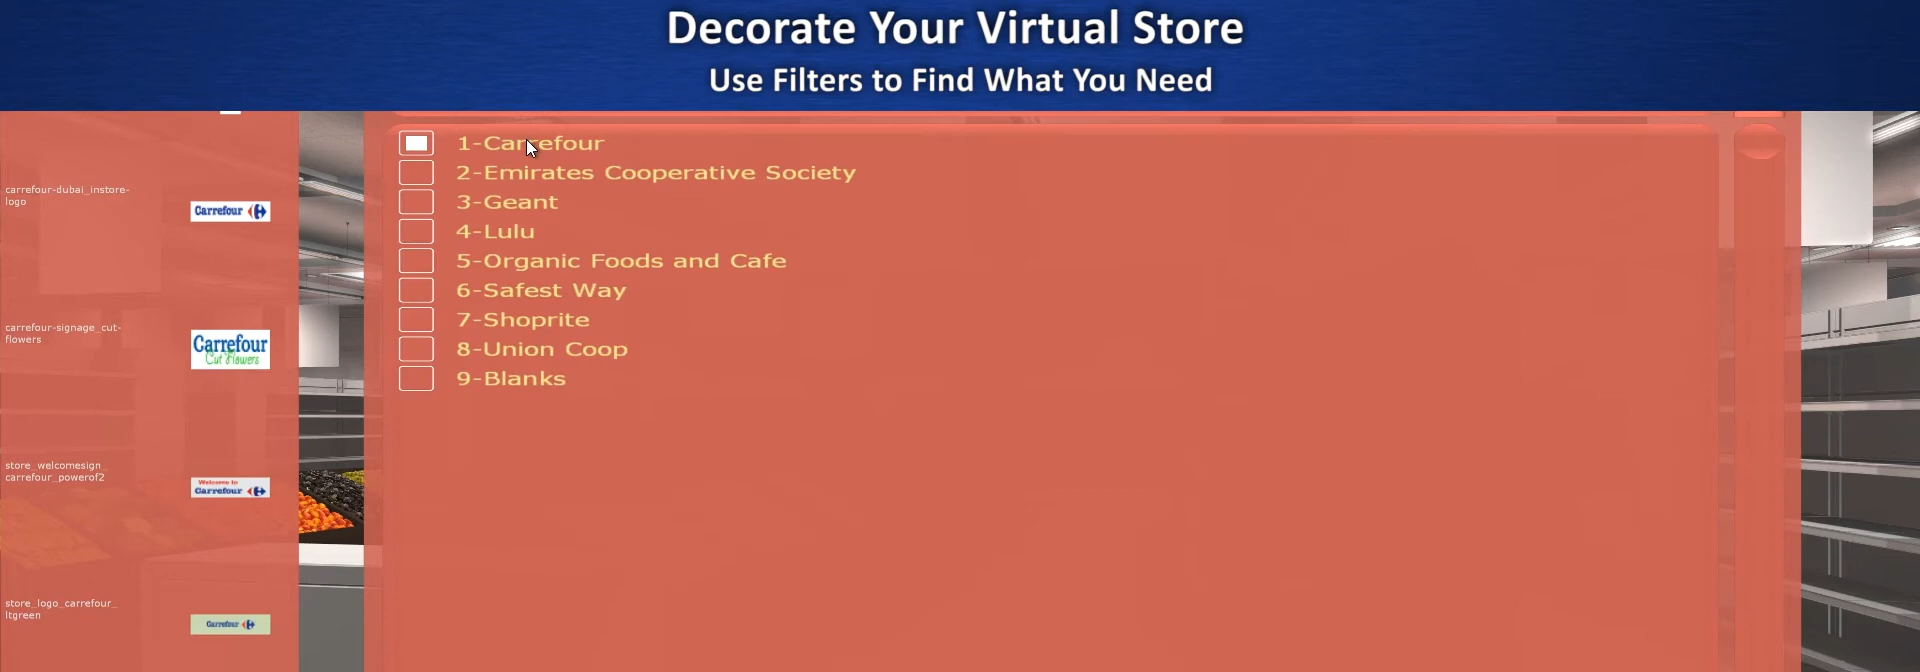 Decorate Your Virtual Store
Use Filters to Find What You Need
carrefour-dubai_instore-
logo
Carrefour
carrefour-signage_cut-
flowers
Carrefour
Cut Flowers
store_welcomesign_
carrefour_powerof2
Welcome to
Carrefour
store_logo_carrefour_
ltgreen
Carrefour
1-Carrefour
2-Emirates Cooperative Society
3-Geant
4-Lulu
5-Organic Foods and Cafe
6-Safest Way
7-Shoprite
8-Union Coop
9-Blanks